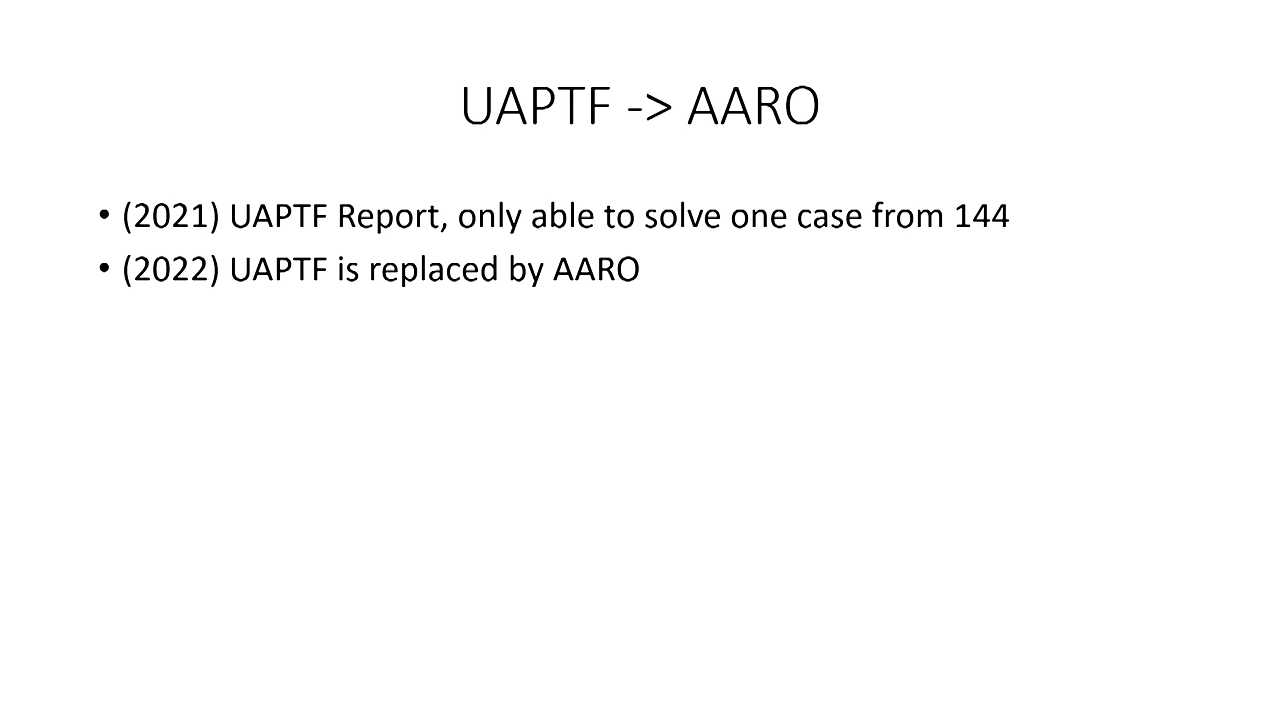 UAPTF -> AARO
• (2021) UAPTF Report, only able to solve one case from 144
• (2022) UAPTF is replaced by AARO